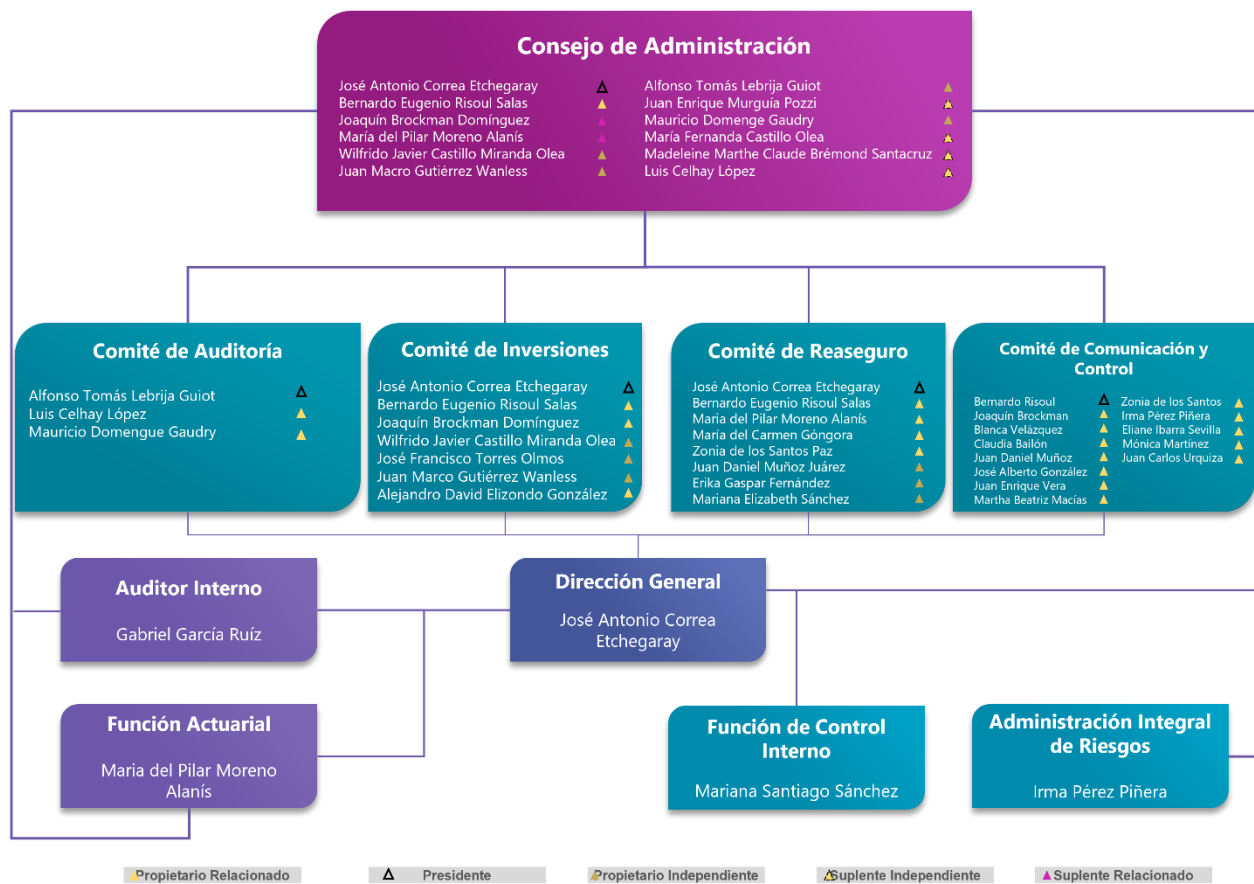 Consejo de Administración
José Antonio Correa Etchegaray
Bernardo Eugenio Risoul Salas
Joaquín Brockman Domínguez
María del Pilar Moreno Alanís
Wilfrido Javier Castillo Miranda Olea
Juan Macro Gutiérrez Wanless
Alfonso Tomás Lebrija Guiot
Juan Enrique Murguía Pozzi
Mauricio Domenge Gaudry
María Fernanda Castillo Olea
Madeleine Marthe Claude Brémond Santacruz
Luis Celhay López
Comité de Auditoría
Alfonso Tomás Lebrija Guiot
Luis Celhay López
Mauricio Domengue Gaudry
Comité de Inversiones
José Antonio Correa Etchegaray
Bernardo Eugenio Risoul Salas
Joaquín Brockman Domínguez
Wilfrido Javier Castillo Miranda Olea
José Francisco Torres Olmos
Juan Marco Gutiérrez Wanless
Alejandro David Elizondo González
Comité de Reaseguro
José Antonio Correa Etchegaray
Bernardo Eugenio Risoul Salas
Maria del Pilar Moreno Alanís
María del Carmen Góngora
Zonia de los Santos Paz
Juan Daniel Muñoz Juárez
Erika Gaspar Fernández
Mariana Elizabeth Sánchez
Comité de Comunicación y
Control
Bernardo Risoul
Joaquín Brockman
Blanca Velázquez
Claudia Bailón
Juan Daniel Muñoz
José Alberto González
Juan Enrique Vera
Martha Beatriz Macías
Zonia de los Santos
Irma Pérez Piñera
Eliane Ibarra Sevilla
Mónica Martínez
Juan Carlos Urquiza
Auditor Interno
Gabriel García Ruíz
Dirección General
José Antonio Correa
Etchegaray
Función Actuarial
Maria del Pilar Moreno
Alanís
Función de Control
Interno
Mariana Santiago Sánchez
Administración Integral
de Riesgos
Irma Pérez Piñera
Propietario Relacionado
Presidente
Propietario Independiente
Suplente Independiente
Suplente Relacionado